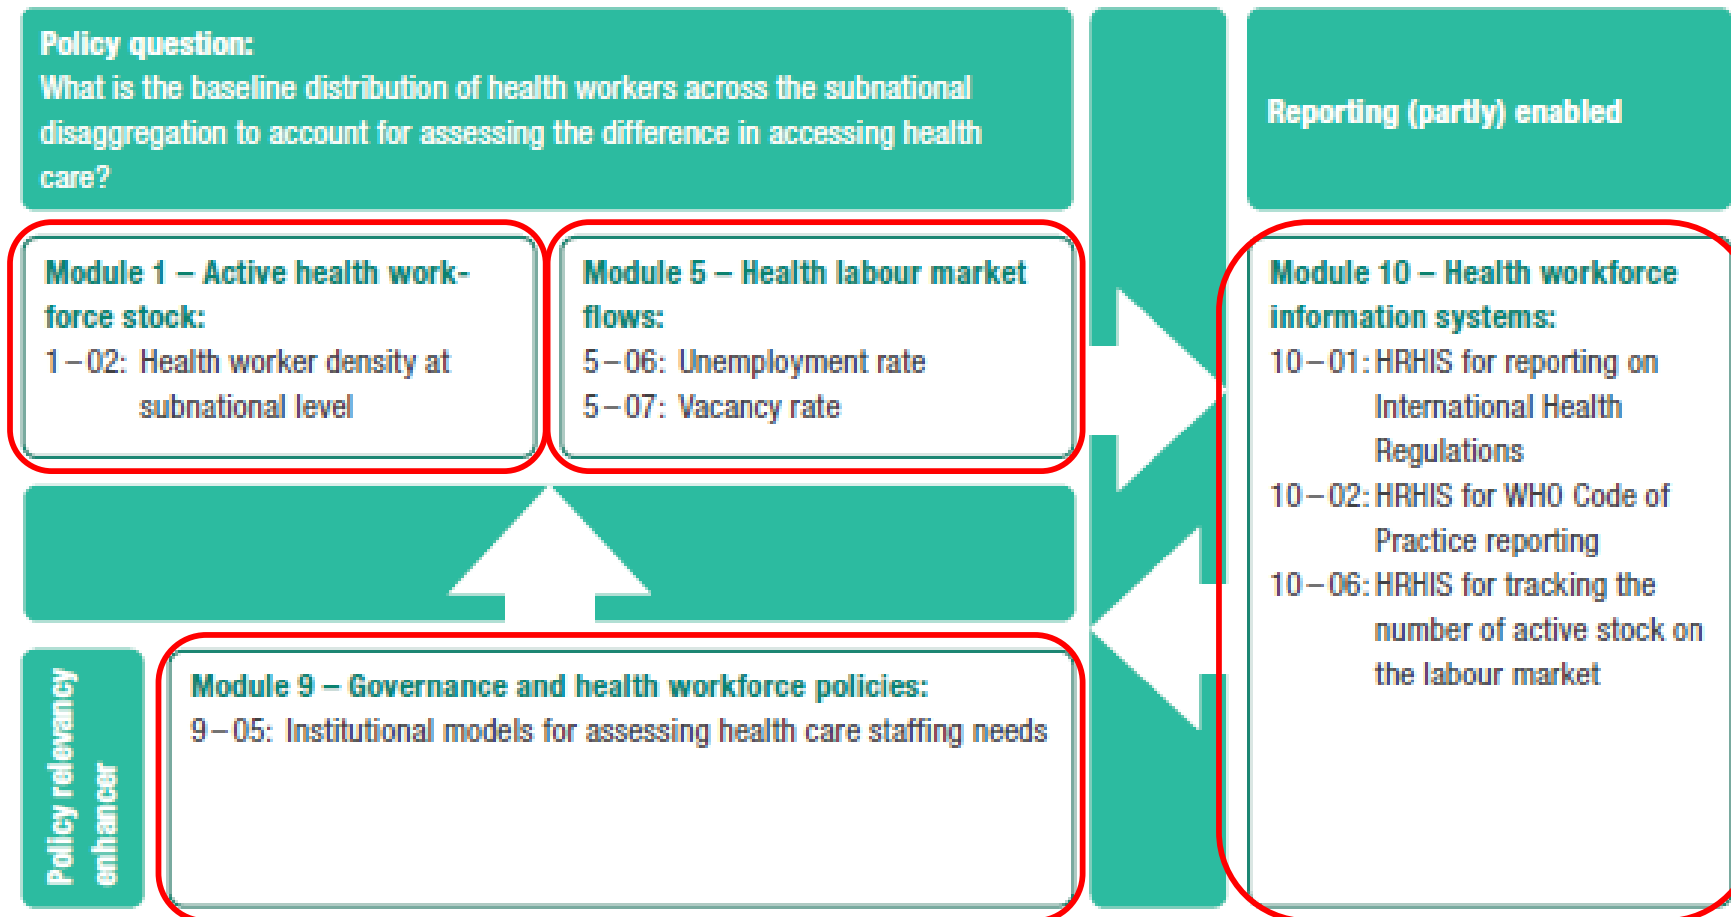 Policy question:
What is the baseline distribution of health workers across the subnational
disaggregation to account for assessing the difference in accessing health
care?
Reporting (partly) enabled
Module 1 – Active health work-
force stock:
1–02: Health worker density at
subnational level
Module 5 – Health labour market
flows:
5–06: Unemployment rate
5–07: Vacancy rate
Module 10 – Health workforce
information systems:
10–01: HRHIS for reporting on
International Health
Regulations
10–02: HRHIS for WHO Code of
Practice reporting
10–06: HRHIS for tracking the
number of active stock on
the labour market
Policy relevancy
enhancer
Module 9 – Governance and health workforce policies:
9–05: Institutional models for assessing health care staffing needs